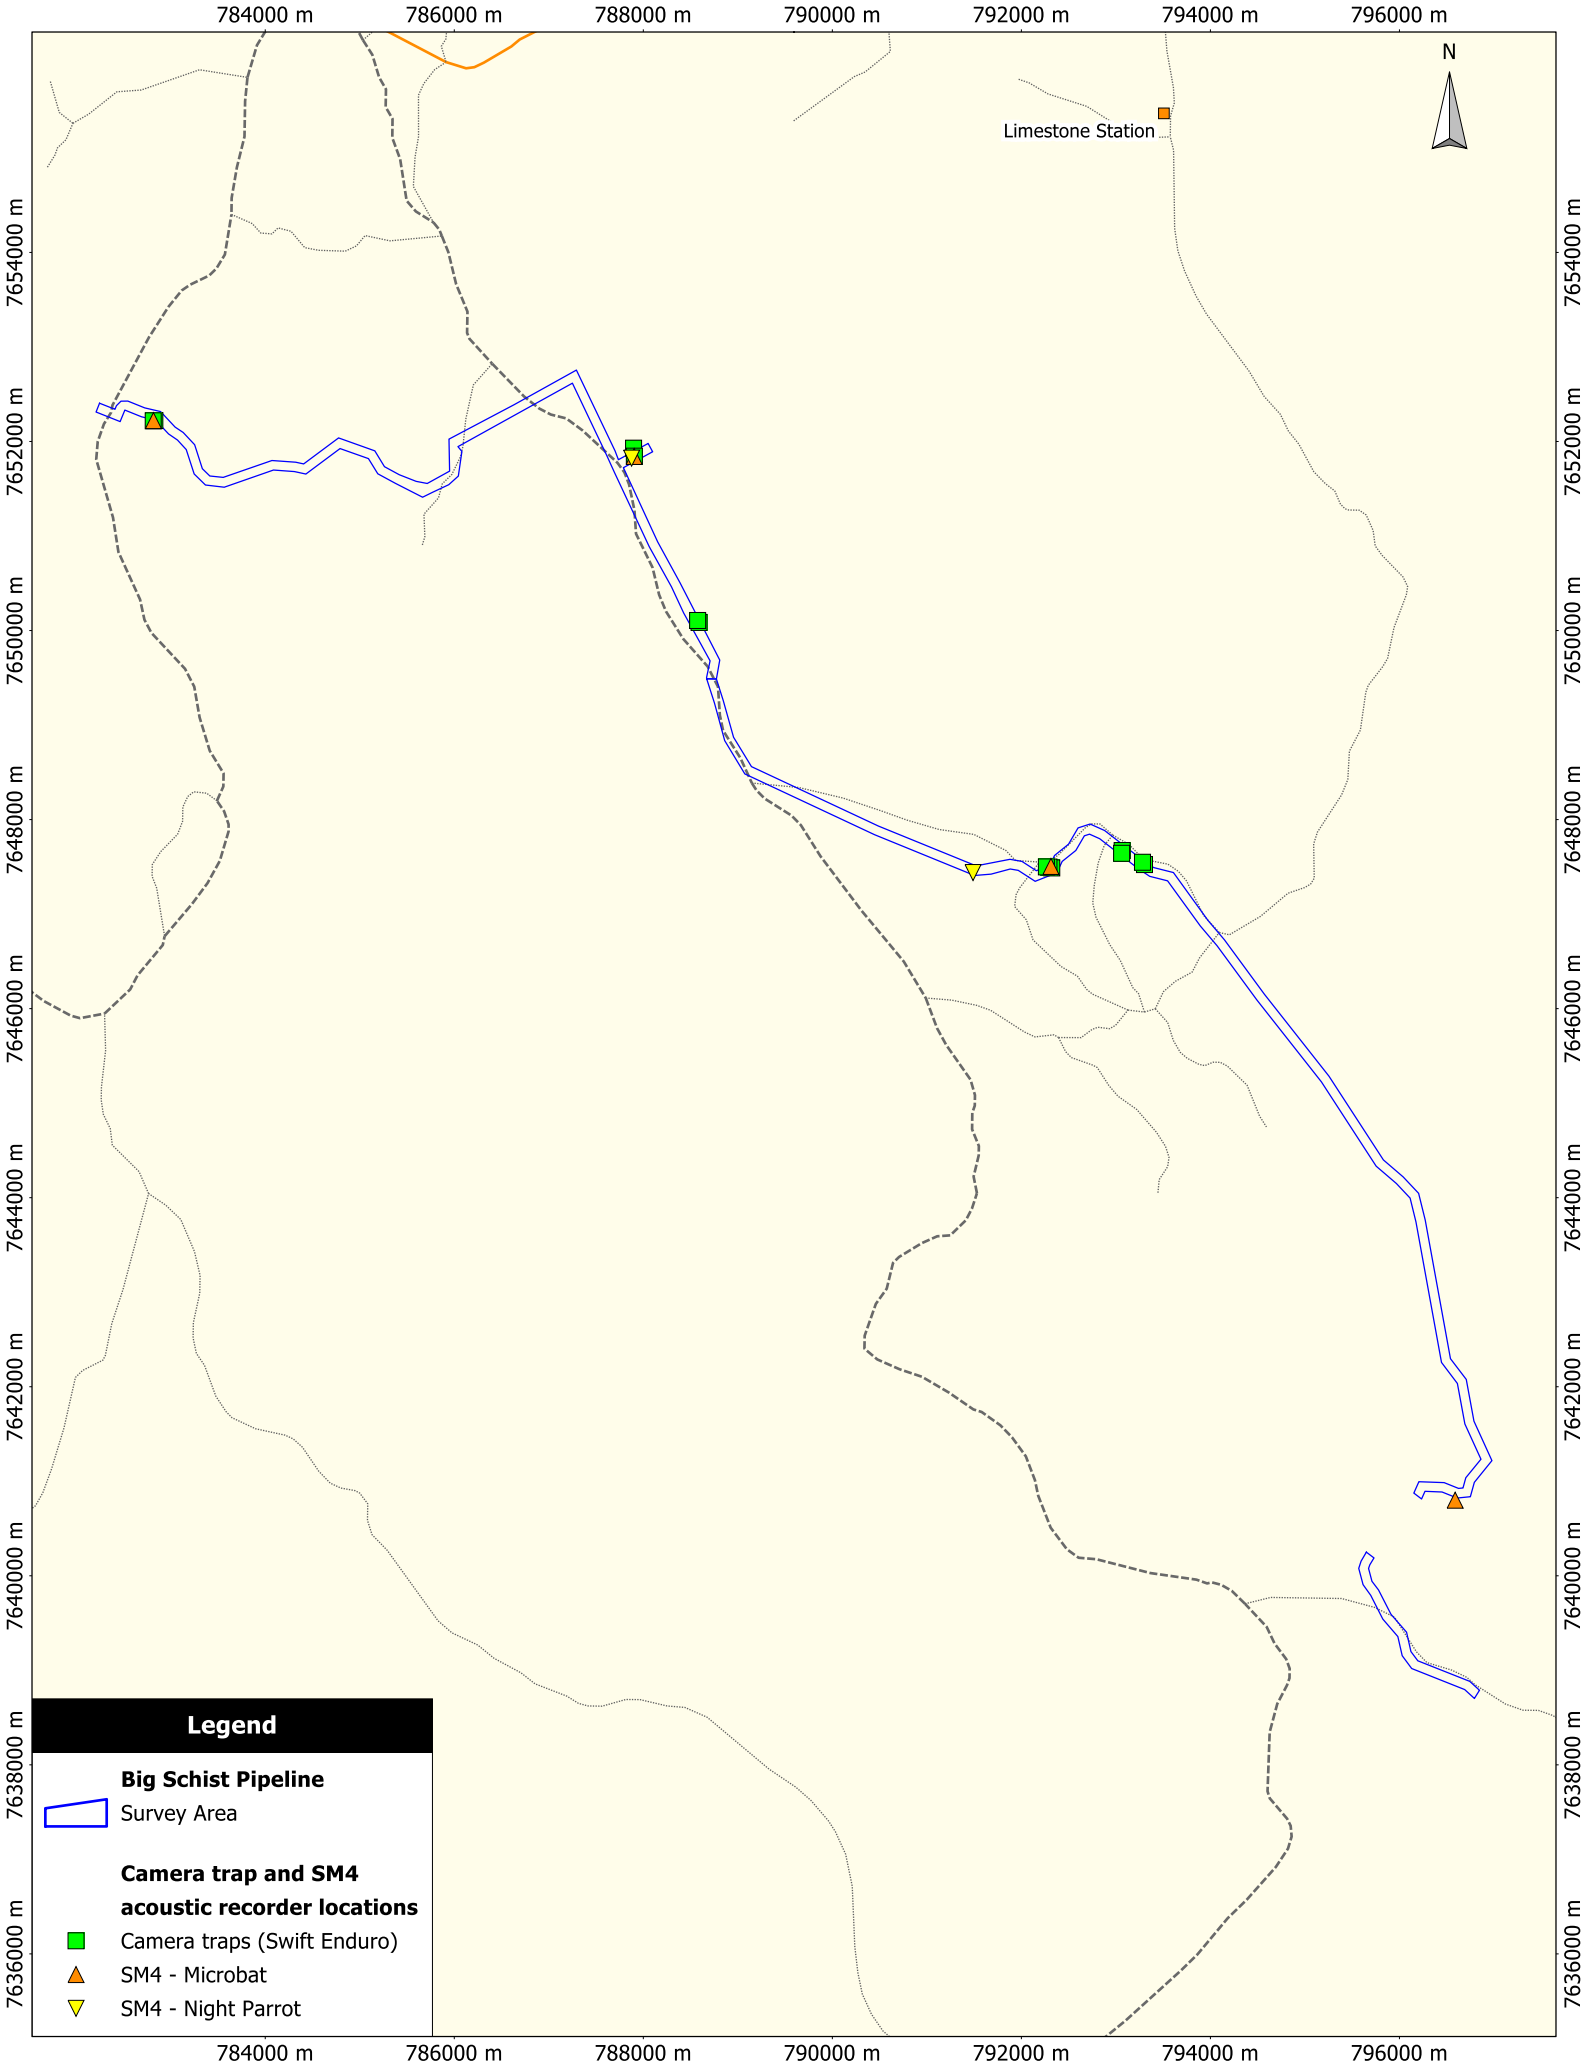 784000 m 786000 m 788000 m 790000 m 792000 m 794000 m 796000 m
N
Limestone Station
7654000 m
7652000 m
7650000 m
7648000 m
7646000 m
7644000 m
7642000 m
7640000 m
7638000 m
7636000 m
7654000 m
7652000 m
7650000 m
7648000 m
7646000 m
7644000 m
7642000 m
7640000 m
7638000 m
7636000 m
Legend
Big Schist Pipeline
Survey Area
Camera trap and SM4
acoustic recorder locations
Camera traps (Swift Enduro)
SM4 - Microbat
SM4 - Night Parrot
784000 m 786000 m 788000 m 790000 m 792000 m 794000 m 796000 m